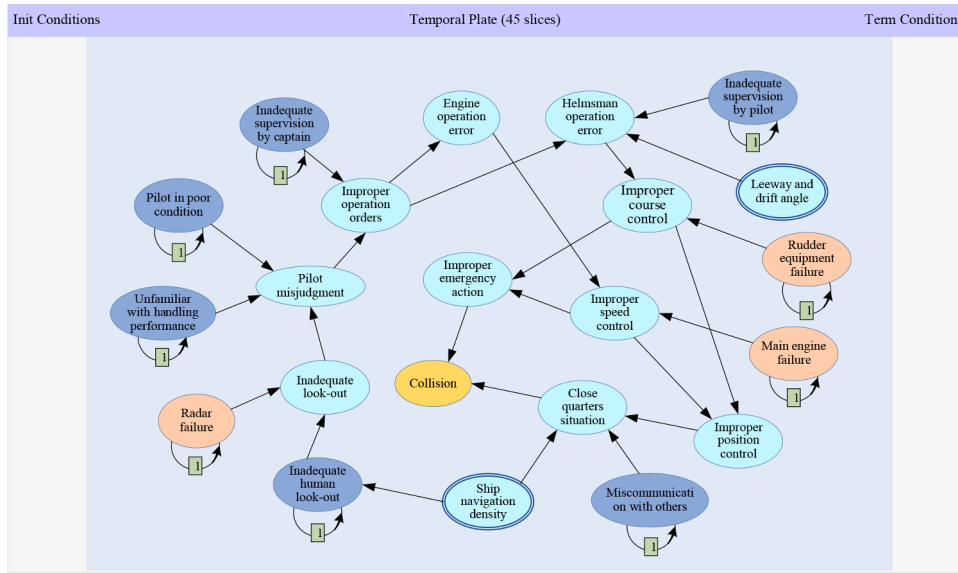 Init Conditions
Temporal Plate (45 slices)
Term Condition
Inadequate
supervision
by captain
1
Engine
operation
error
Helmsman
operation
error
Inadequate
supervision
by pilot
1
Pilot in poor
condition
1
Improper
operation
orders
Improper
course
control
Leeway and
drift angle
Unfamiliar
with handling
performance
1
Pilot
misjudgment
Improper
emergency
action
Improper
speed
control
Rudder
equipment
failure
1
Main engine
failure
1
Radar
failure
1
Inadequate
look-out
Collision
Close
quarters
situation
Improper
position
control
Inadequate
human
look-out
1
Ship
navigation
density
Miscommunicati
on with others
1